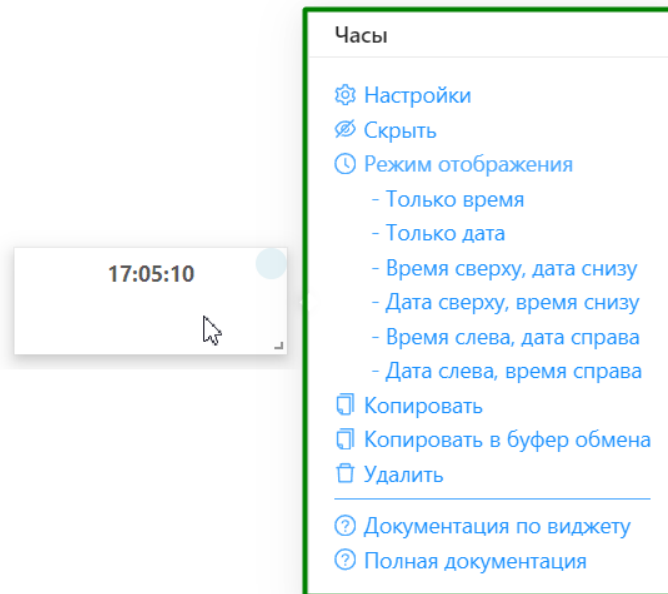 Часы
Настройки
Скрыть
Режим отображения
- Только время
- Только дата
- Время сверху, дата снизу
- Дата сверху, время снизу
- Время слева, дата справа
- Дата слева, время справа
Копировать
Копировать в буфер обмена
Удалить
Документация по виджету
Полная документация
17:05:10